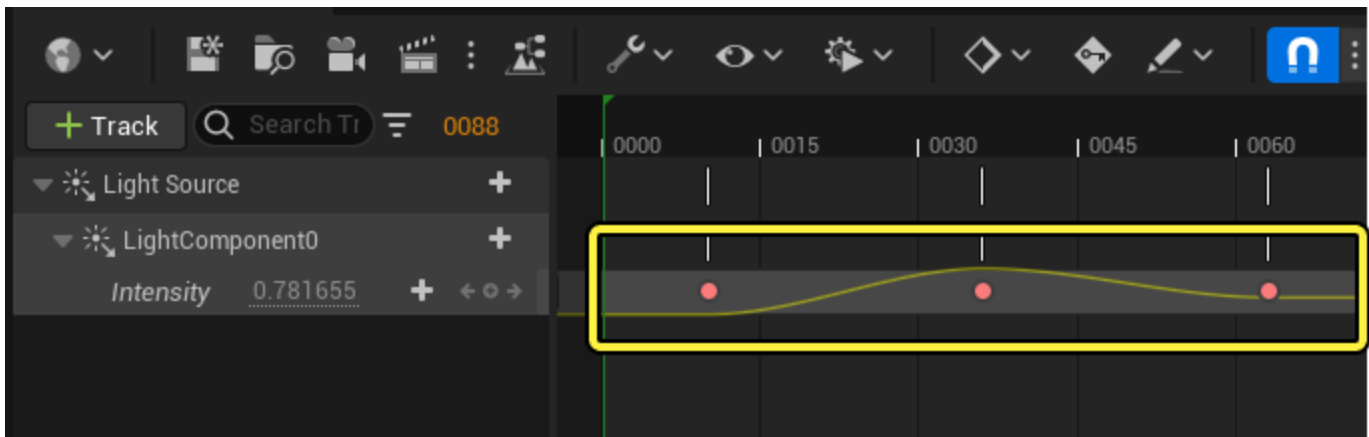 + Track Search Tr 0088
0000 0015 0030 0045 0060
Light Source
LightComponent0
Intensity 0.781655